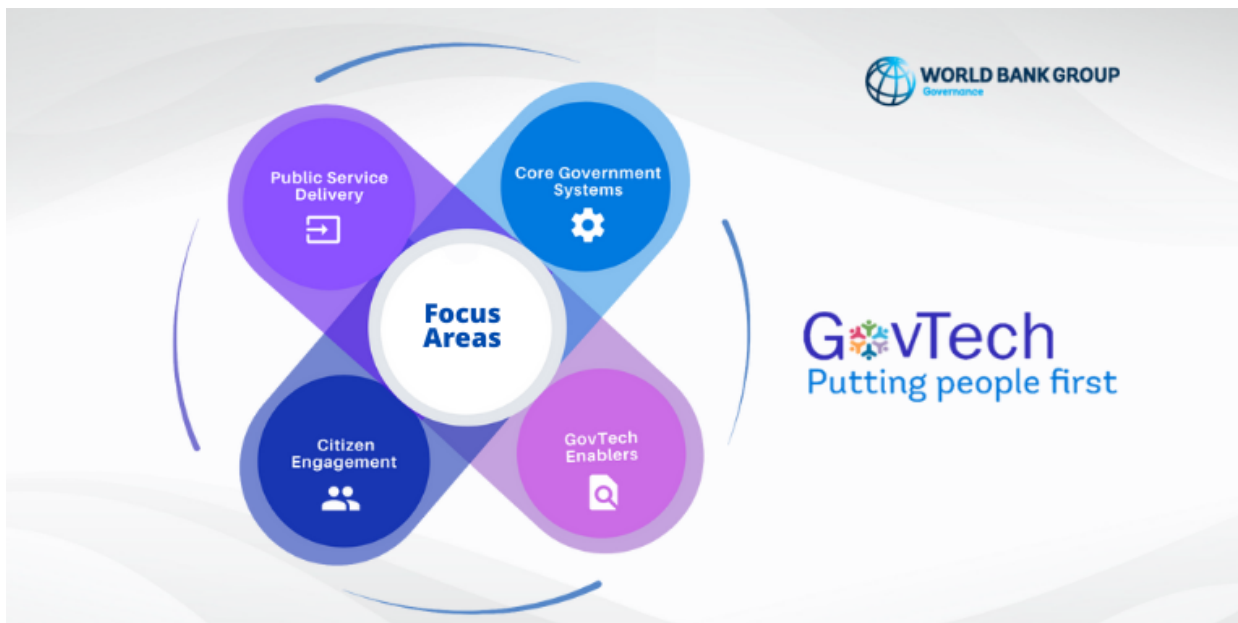 WORLD BANK GROUP
Governance
Public Service
Delivery
Core Government
Systems
Focus
Areas
Citizen
Engagement
GovTech
Enablers
GovTech
Putting people first